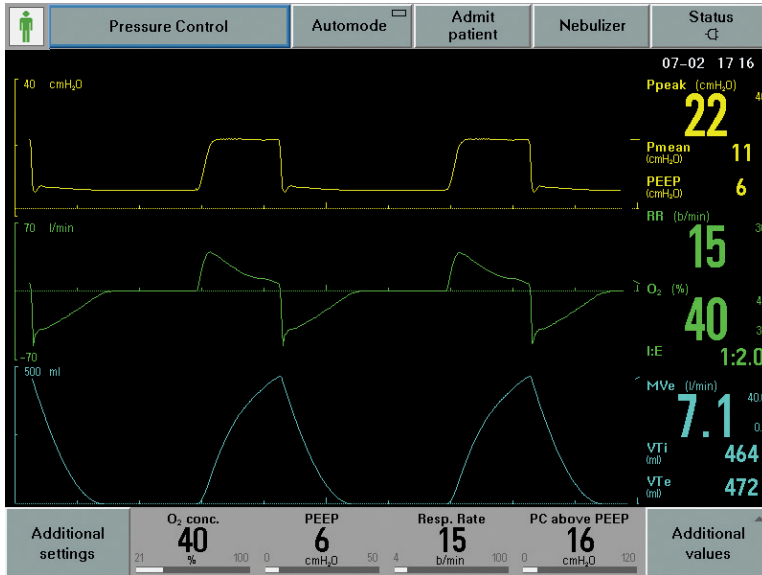 Pressure Control
Automode
Admit
patient
Nebulizer
Status
07-02 17 16
40 cmH₂O
Ppeak (cmH₂O)
22
Pmean
(cmH₂O)
11
PEEP
(cmH₂O)
6
70 l/min
-70
RR (b/min)
15
O₂ (%)
40
I:E
1:2.0
500 ml
MVe (l/min)
7.1
VTi
(ml)
464
VTe
(ml)
472
Additional
settings
O₂ conc.
40
21 % 100
PEEP
6
0 cmH₂O 50
Resp. Rate
15
4 b/min 100
PC above PEEP
16
0 cmH₂O 120
Additional
values